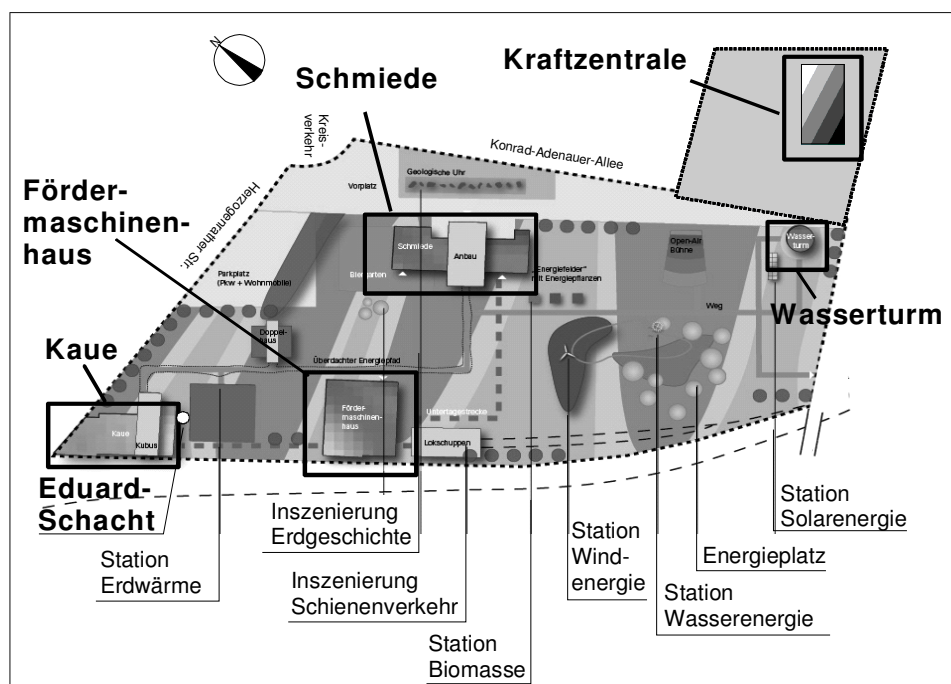 N
Schmiede
Kraftzentrale
Kreis-
verkehr
Konrad-Adenauer-Allee
Geologische Uhr
Vorplatz
Förder-
maschinen-
haus
Herzogenrather Str.
Schmiede
Anbau
Wasser-
turm
Open-Air
Bühne
Biergarten
„Energiefelder"
mit Energiepflanzen
Parkplatz
(Pkw + Wohnmobile)
Weg
Wasserturm
Doppel-
haus
Kaue
Überdachter Energiepfad
Förder-
maschinen-
haus
Untertagestrecke
Kaue
Kubus
Lokschuppen
Eduard-
Schacht
Inszenierung
Erdgeschichte
Station
Erdwärme
Inszenierung
Schienenverkehr
Station
Biomasse
Station
Wind-
energie
Energieplatz
Station
Wasserenergie
Station
Solarenergie